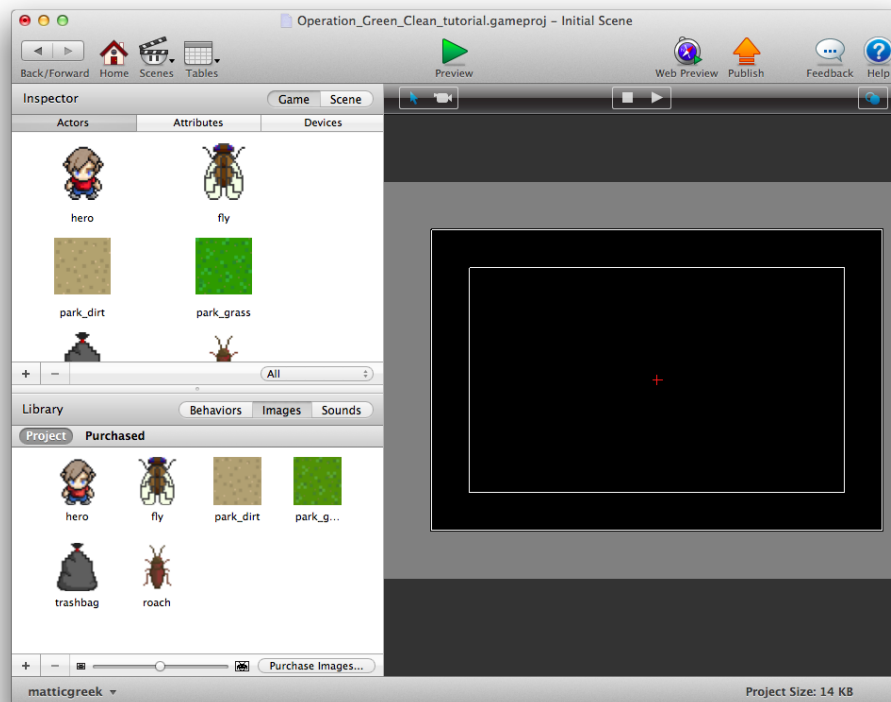 Operation_Green_Clean_tutorial.gameproj – Initial Scene
Back/Forward Home Scenes Tables Preview Web Preview Publish Feedback Help
Inspector Game Scene
Actors Attributes Devices
hero fly
park_dirt park_grass
+ − All
Library Behaviors Images Sounds
Project Purchased
hero fly park_dirt park_g...
trashbag roach
+ − Purchase Images...
matticgreek Project Size: 14 KB